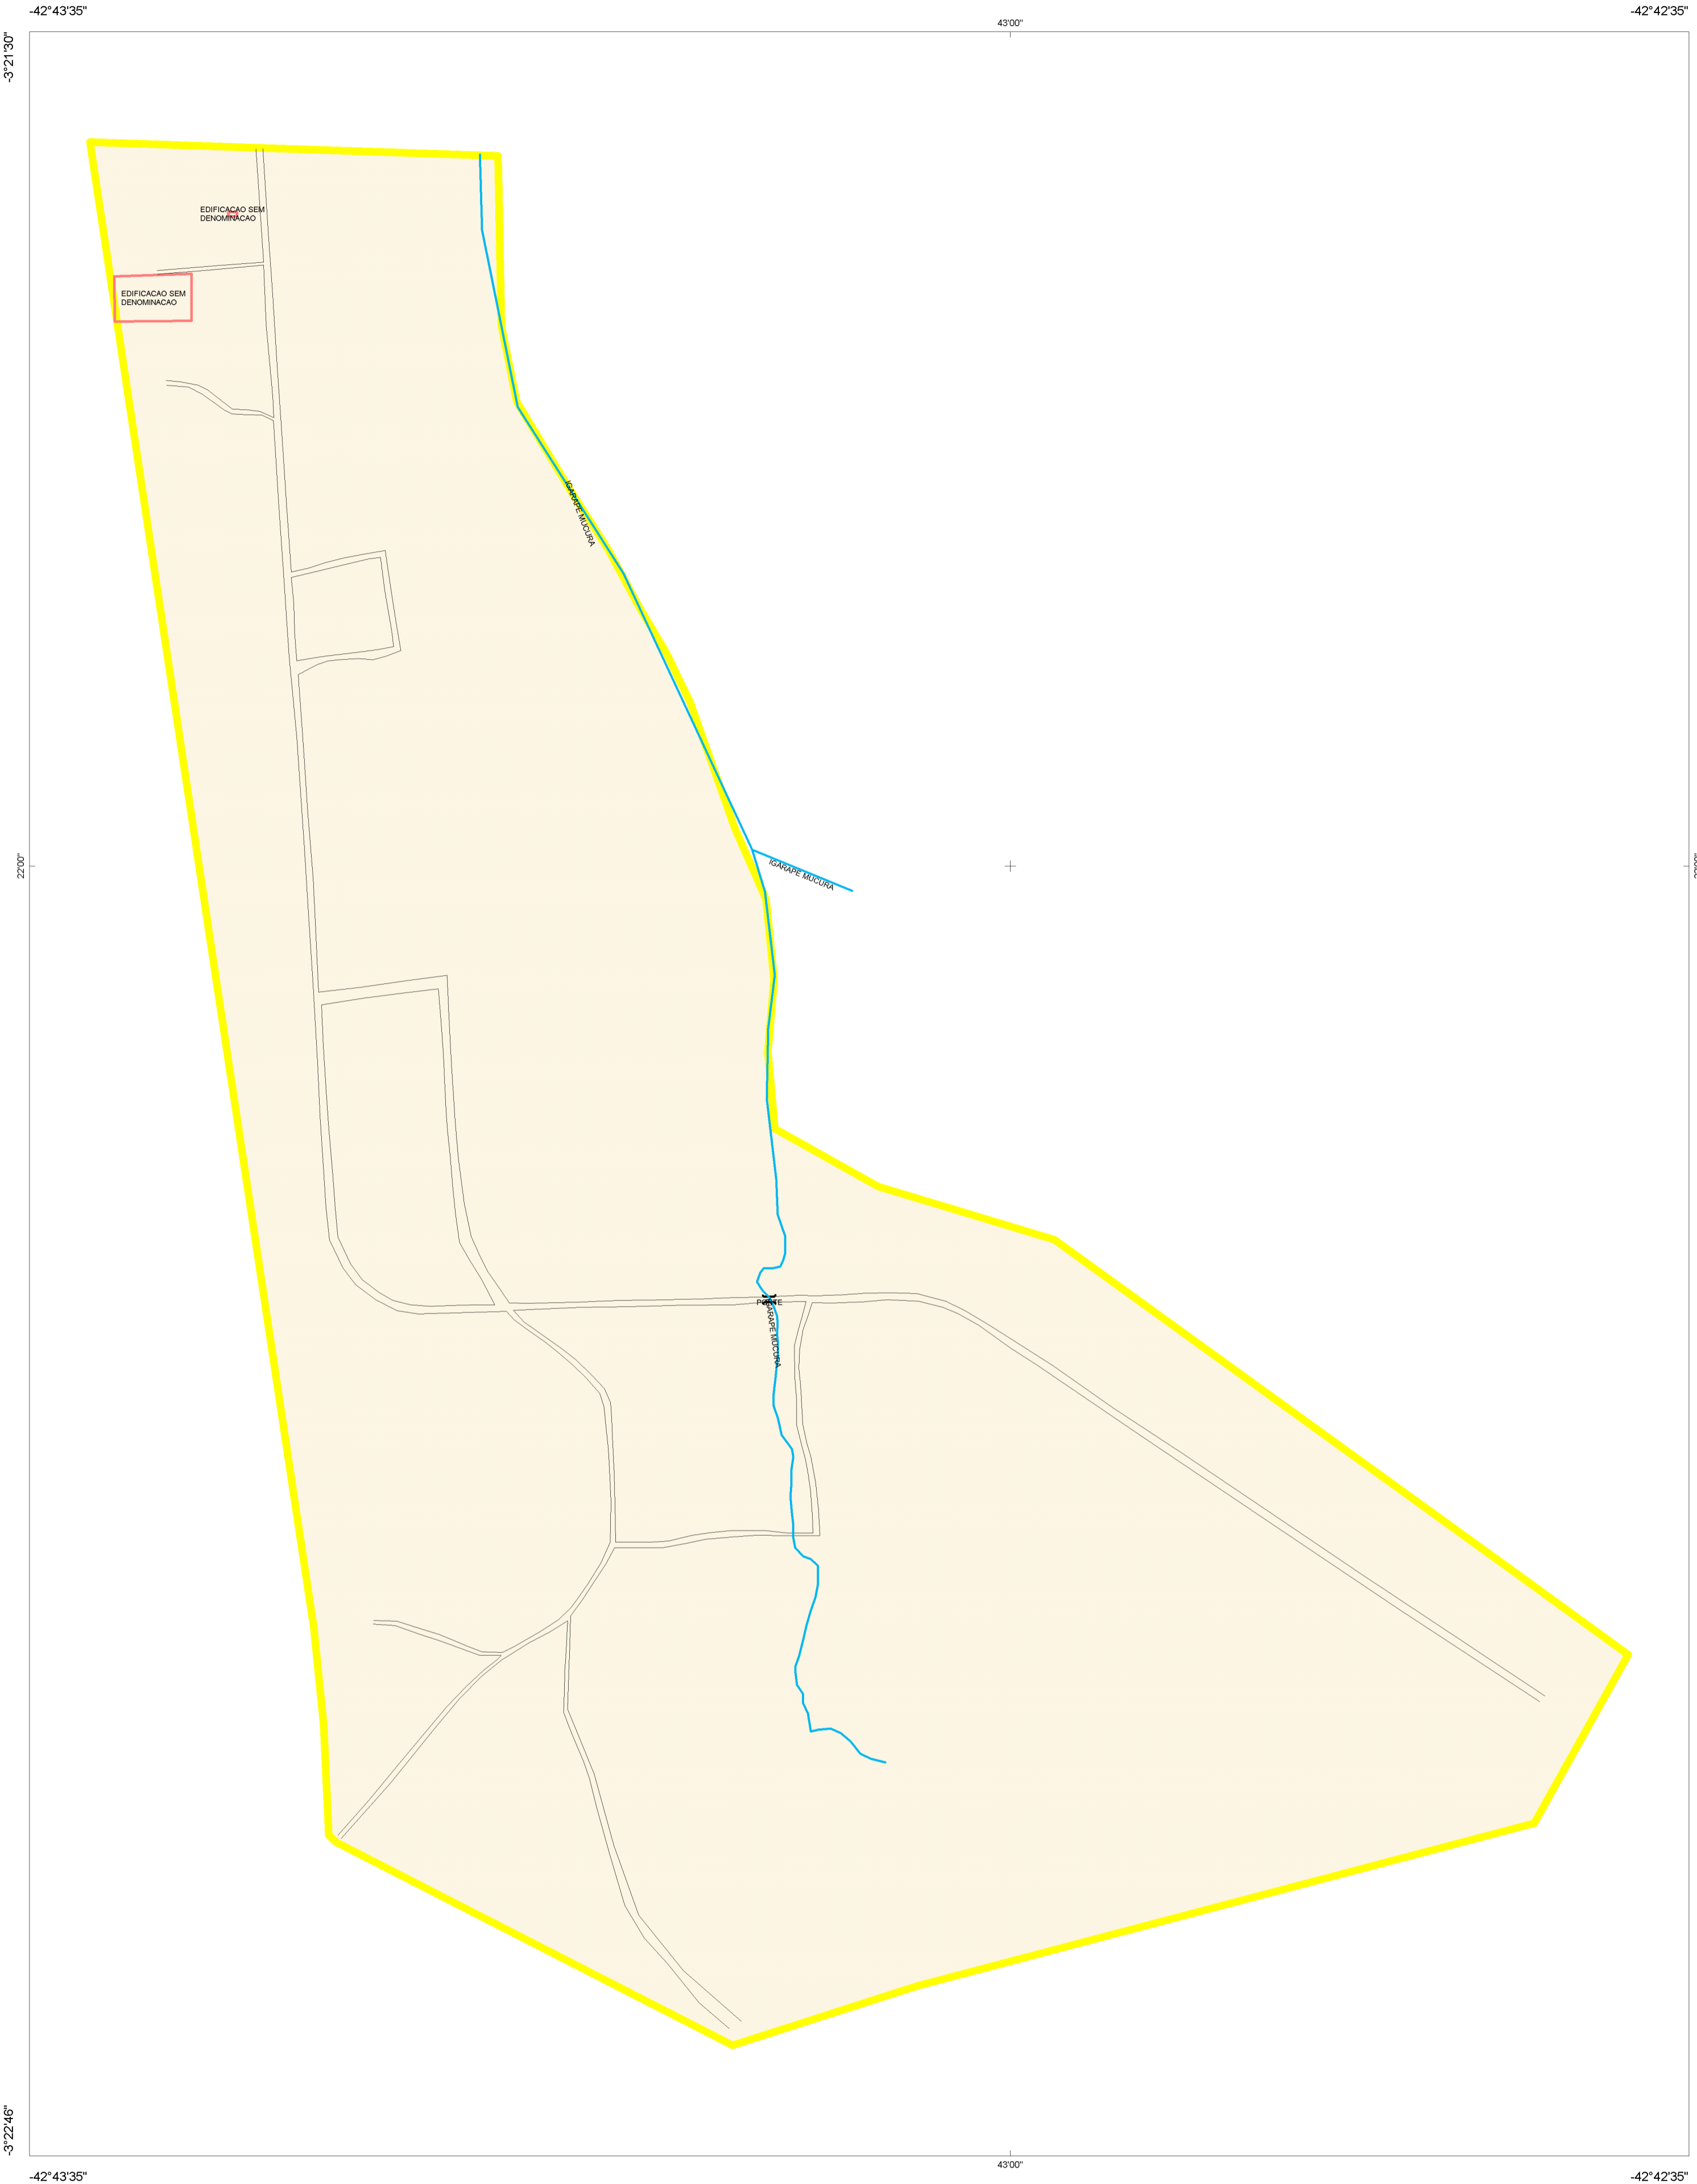 -42°43'35"
43'00"
-42°42'35"
-3°21'30"
EDIFICACAO SEM
DENOMINACAO
EDIFICACAO SEM
DENOMINACAO
IGARAPE MUCURA
22'00"
IGARAPE MUCURA
PONTE
IGARAPE MUCURA
-3°22'46"
-42°43'35"
43'00"
-42°42'35"